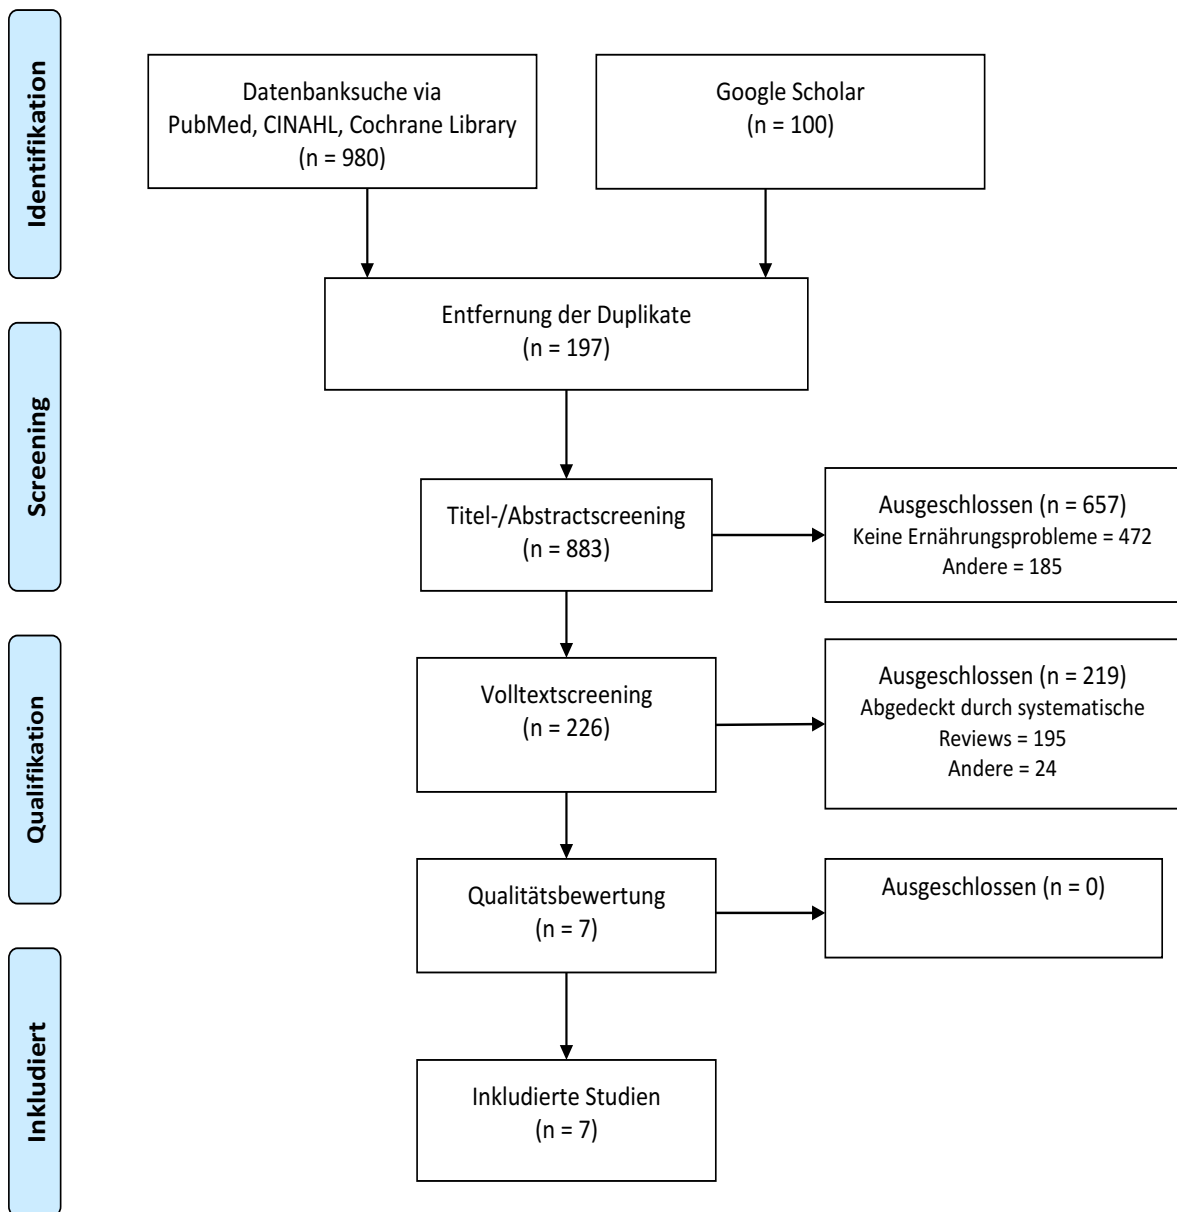 Identifikation
Datenbanksuche via
PubMed, CINAHL, Cochrane Library
(n = 980)
Google Scholar
(n = 100)
Entfernung der Duplikate
(n = 197)
Screening
Titel-/Abstractscreening
(n = 883)
Ausgeschlossen (n = 657)
Keine Ernährungsprobleme = 472
Andere = 185
Qualifikation
Volltextscreening
(n = 226)
Ausgeschlossen (n = 219)
Abgedeckt durch systematische
Reviews = 195
Andere = 24
Qualitätsbewertung
(n = 7)
Ausgeschlossen (n = 0)
Inkludiert
Inkludierte Studien
(n = 7)